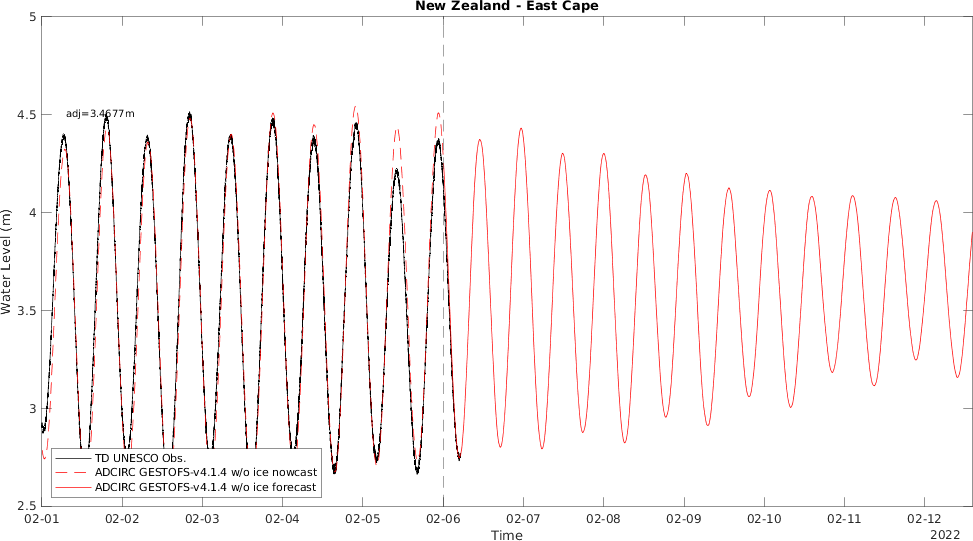 New Zealand - East Cape
5
4.5
4
3.5
3
2.5
Water Level (m)
adj=3.4677m
TD UNESCO Obs.
ADCIRC GESTOFS-v4.1.4 w/o ice nowcast
ADCIRC GESTOFS-v4.1.4 w/o ice forecast
02-01 02-02 02-03 02-04 02-05 02-06 02-07 02-08 02-09 02-10 02-11 02-12
Time
2022